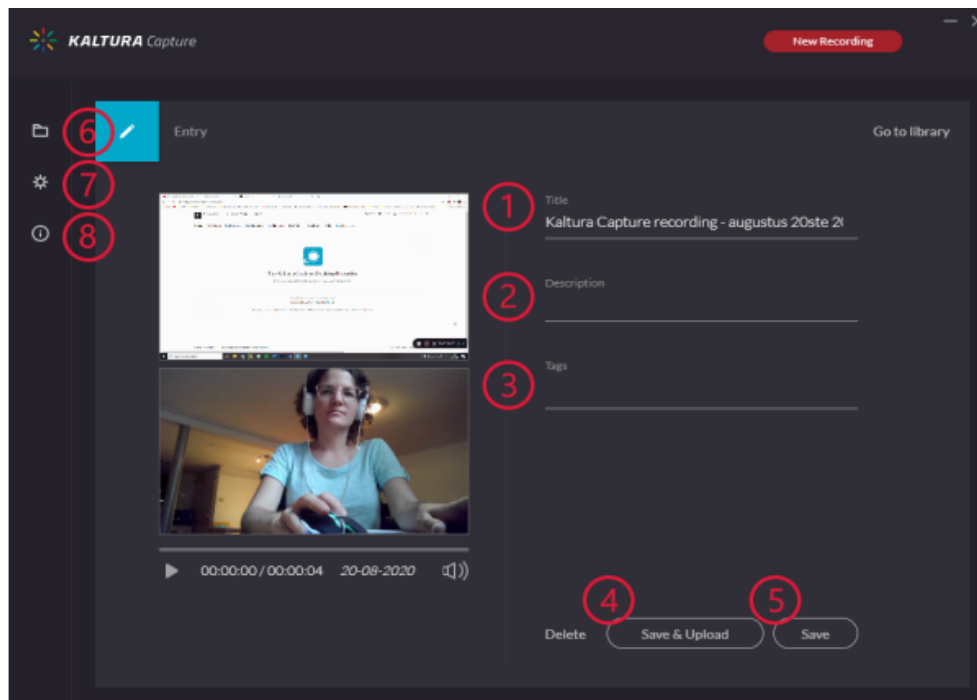 KALTURA Capture
New Recording
6
Entry
Go to library
7
8
1
Title
Kaltura Capture recording - augustus 20ste 20
2
Description
3
Tags
00:00:00 / 00:00:04 20-08-2020
4
5
Delete
Save & Upload
Save